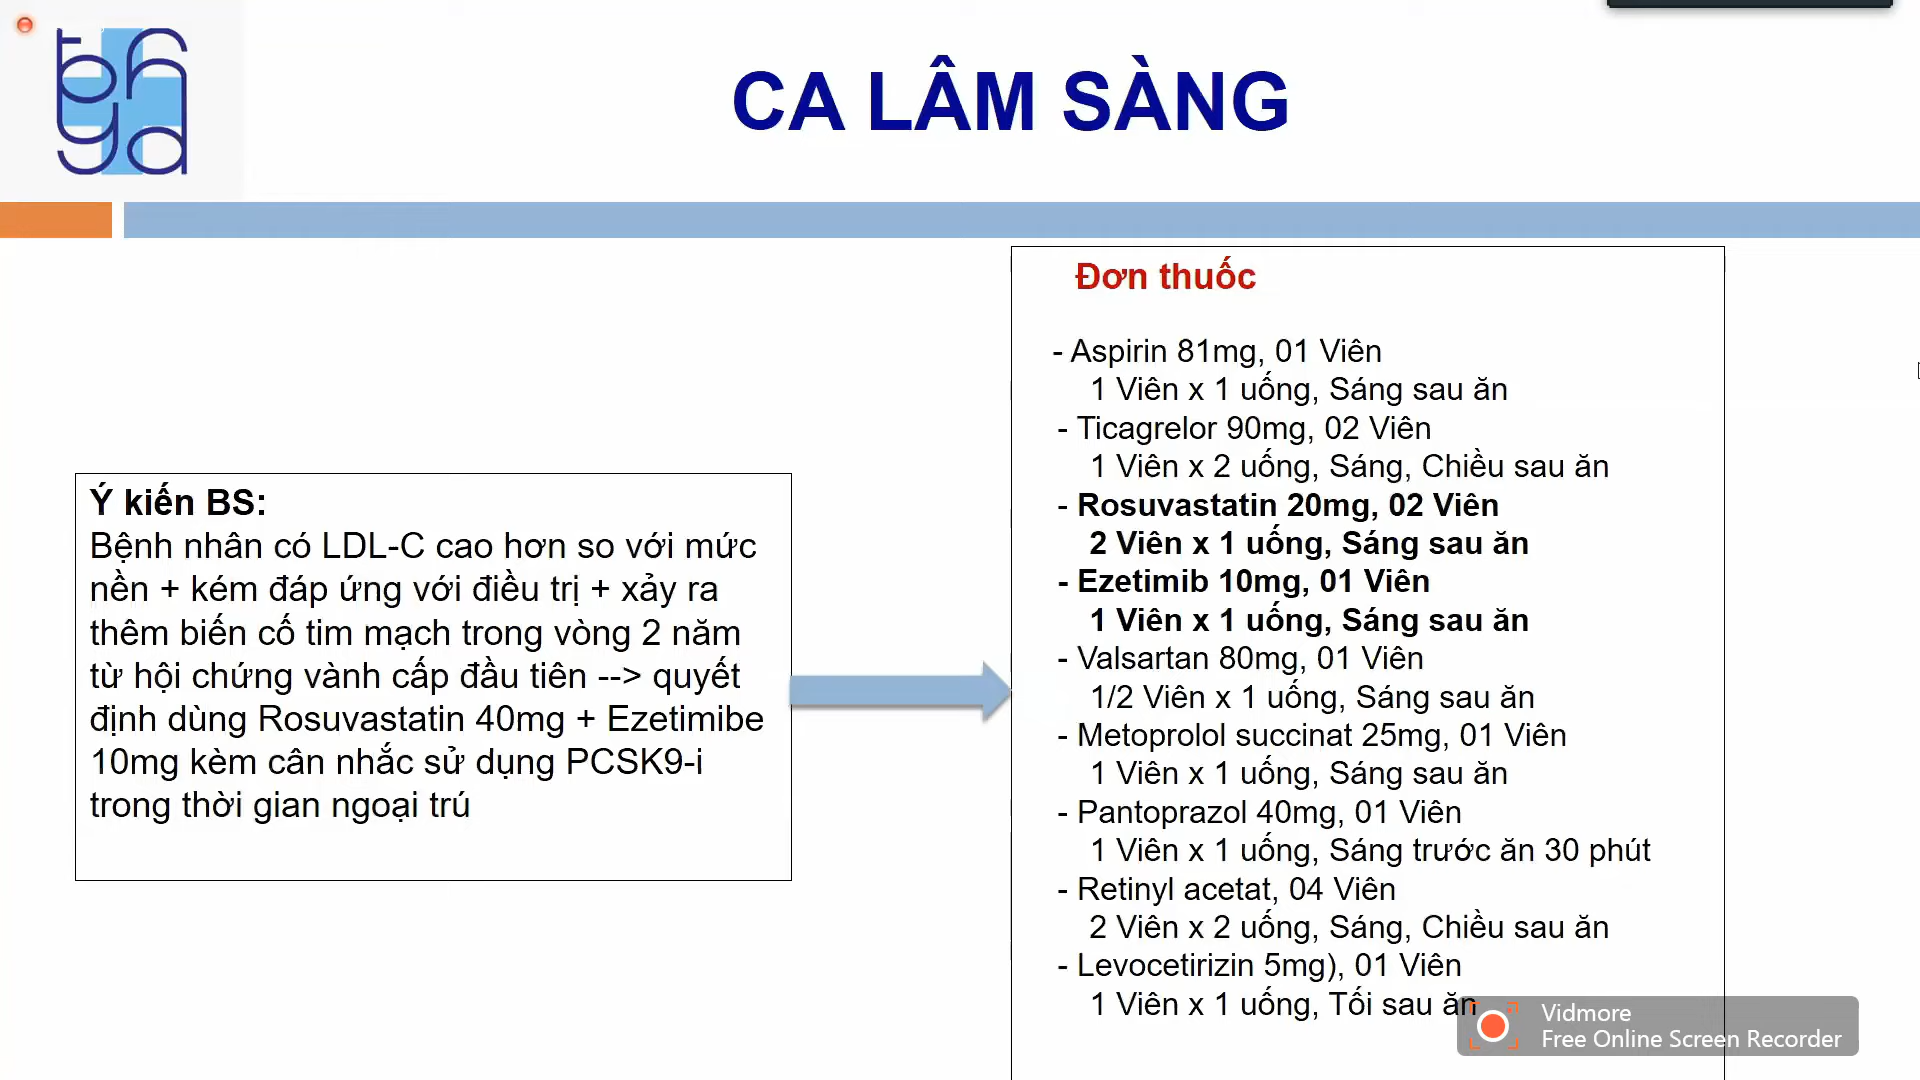 bh
yd
CA LÂM SÀNG
Ý kiến BS:
Bệnh nhân có LDL-C cao hơn so với mức
nền + kém đáp ứng với điều trị + xảy ra
thêm biến cố tim mạch trong vòng 2 năm
từ hội chứng vành cấp đầu tiên --> quyết
định dùng Rosuvastatin 40mg + Ezetimibe
10mg kèm cân nhắc sử dụng PCSK9-i
trong thời gian ngoại trú
Đơn thuốc
- Aspirin 81mg, 01 Viên
1 Viên x 1 uống, Sáng sau ăn
- Ticagrelor 90mg, 02 Viên
1 Viên x 2 uống, Sáng, Chiều sau ăn
- Rosuvastatin 20mg, 02 Viên
2 Viên x 1 uống, Sáng sau ăn
- Ezetimib 10mg, 01 Viên
1 Viên x 1 uống, Sáng sau ăn
- Valsartan 80mg, 01 Viên
1/2 Viên x 1 uống, Sáng sau ăn
- Metoprolol succinat 25mg, 01 Viên
1 Viên x 1 uống, Sáng sau ăn
- Pantoprazol 40mg, 01 Viên
1 Viên x 1 uống, Sáng trước ăn 30 phút
- Retinyl acetat, 04 Viên
2 Viên x 2 uống, Sáng, Chiều sau ăn
- Levocetirizin 5mg), 01 Viên
1 Viên x 1 uống, Tối sau ăn
Vidmore
Free Online Screen Recorder